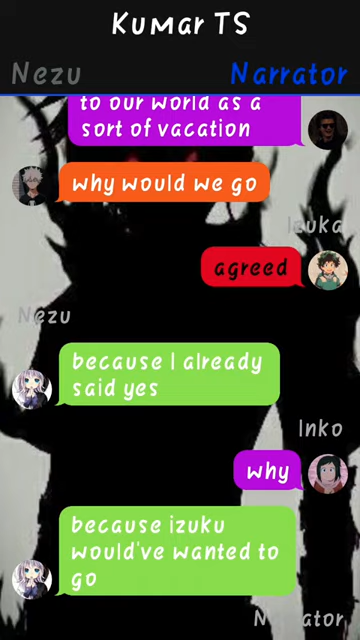 Kumar TS
Nezu
Narrator
to our world as a
sort of vacation
why would we go
Izuka
agreed
Nezu
because I already
said yes
Inko
why
because izuku
would've wanted to
go
Narrator